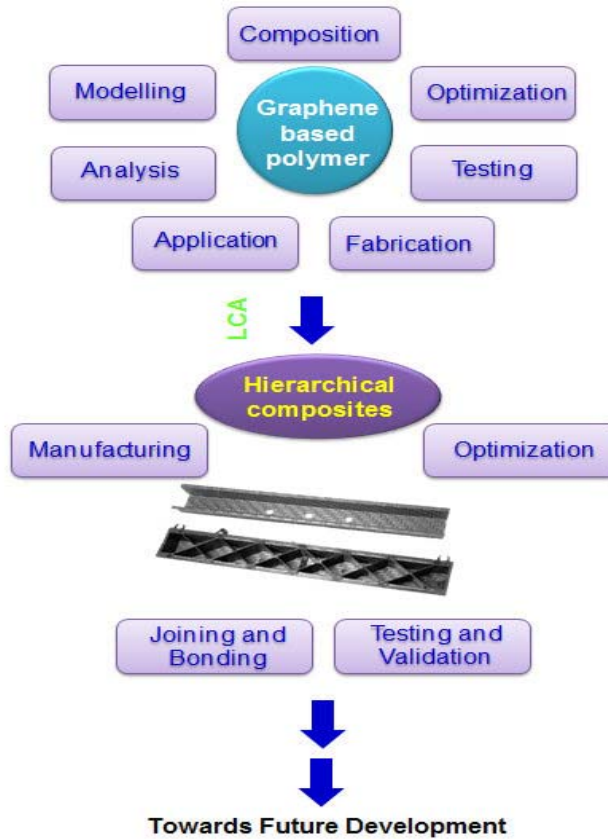 Composition
Modelling
Graphene
based
polymer
Optimization
Analysis
Testing
Application
Fabrication
LCA
Hierarchical
composites
Manufacturing
Optimization
Joining and
Bonding
Testing and
Validation
Towards Future Development